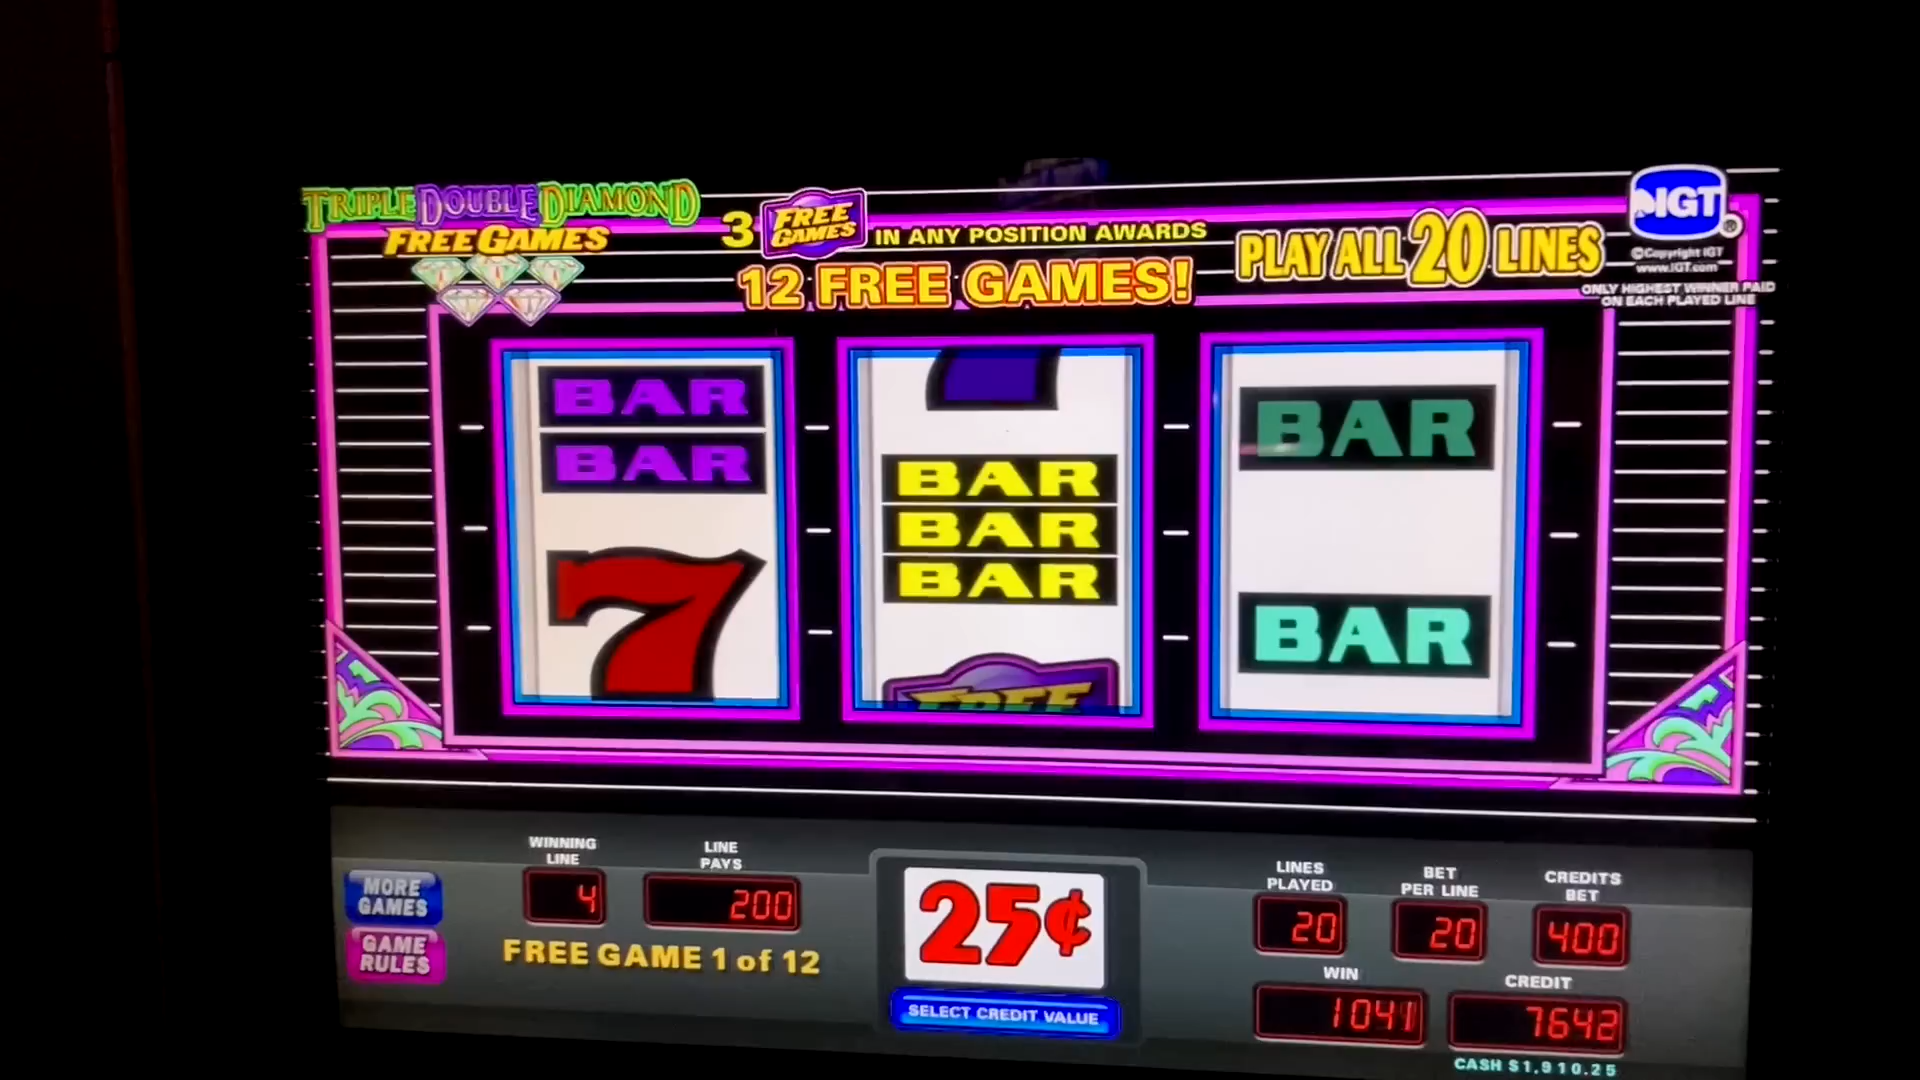 TRIPLE DOUBLE DIAMOND
FREE GAMES
3 FREE GAMES IN ANY POSITION AWARDS
12 FREE GAMES!
PLAY ALL 20 LINES
IGT ®
©Copyright IGT
www.IGT.com
ONLY HIGHEST WINNER PAID
ON EACH PLAYED LINE
BAR
BAR
7
BAR
BAR
BAR
FREE
BAR
BAR
MORE
GAMES
GAME
RULES
WINNING
LINE
4
LINE
PAYS
200
FREE GAME 1 of 12
25¢
SELECT CREDIT VALUE
LINES
PLAYED
20
BET
PER LINE
20
CREDITS
BET
400
WIN
CREDIT
7642
CASH $1,910.25